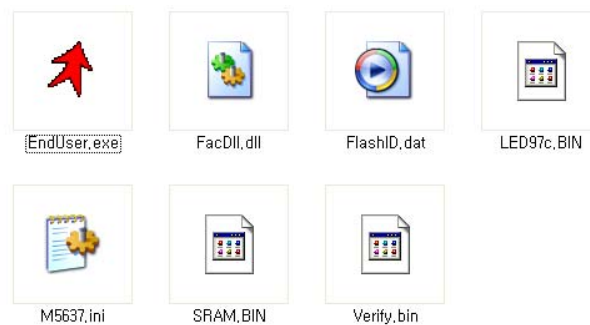 EndUser.exe
FacDll.dll
FlashID.dat
LED97c.BIN
M5637.ini
SRAM.BIN
Verify.bin